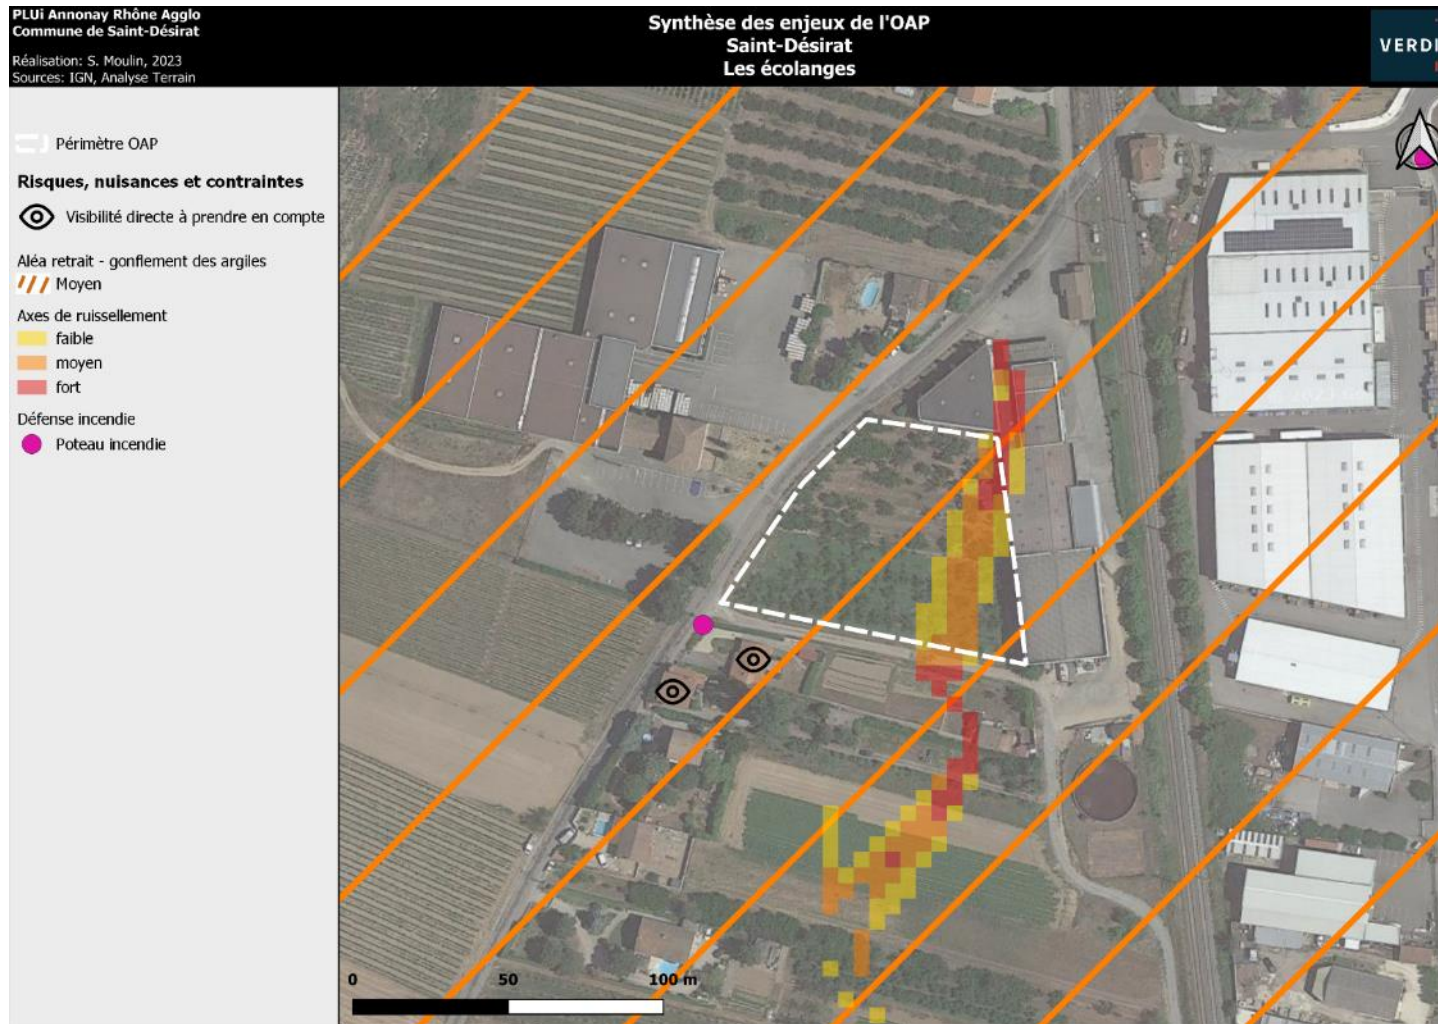 PLUi Annonay Rhône Agglo
Commune de Saint-Désirat
Réalisation: S. Moulin, 2023
Sources: IGN, Analyse Terrain
Synthèse des enjeux de l'OAP
Saint-Désirat
Les écolanges
VERDI
Périmètre OAP
Risques, nuisances et contraintes
Visibilité directe à prendre en compte
Aléa retrait - gonflement des argiles
Moyen
Axes de ruissellement
faible
moyen
fort
Défense incendie
Poteau incendie
0 50 100 m